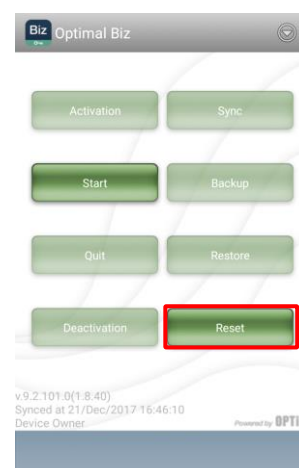 Biz Optimal Biz
One
Activation Sync
Start Backup
Quit Restore
Deactivation Reset
v.9.2.101.0(1.8.40)
Synced at 21/Dec/2017 16:46:10
Device Owner Powered by OPTi